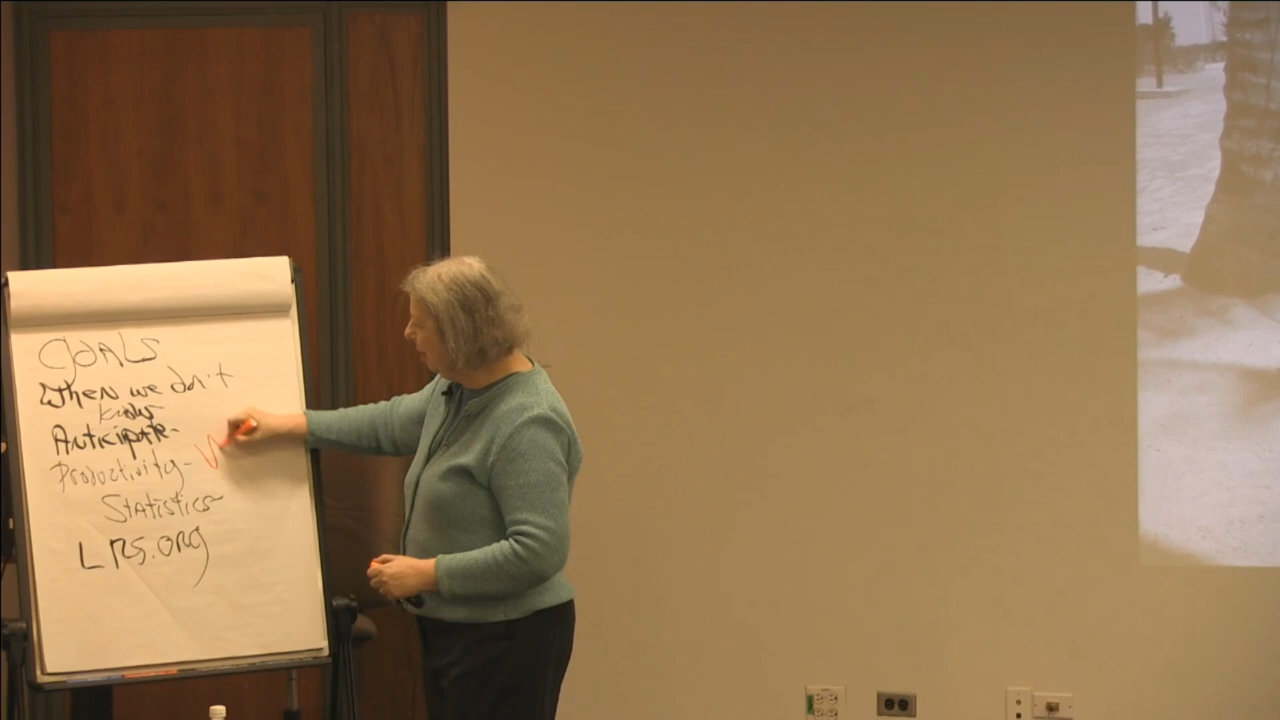 GOALS
When we don't
know
Anticipate-
Productivity-
Statistics-
LRS.ORG